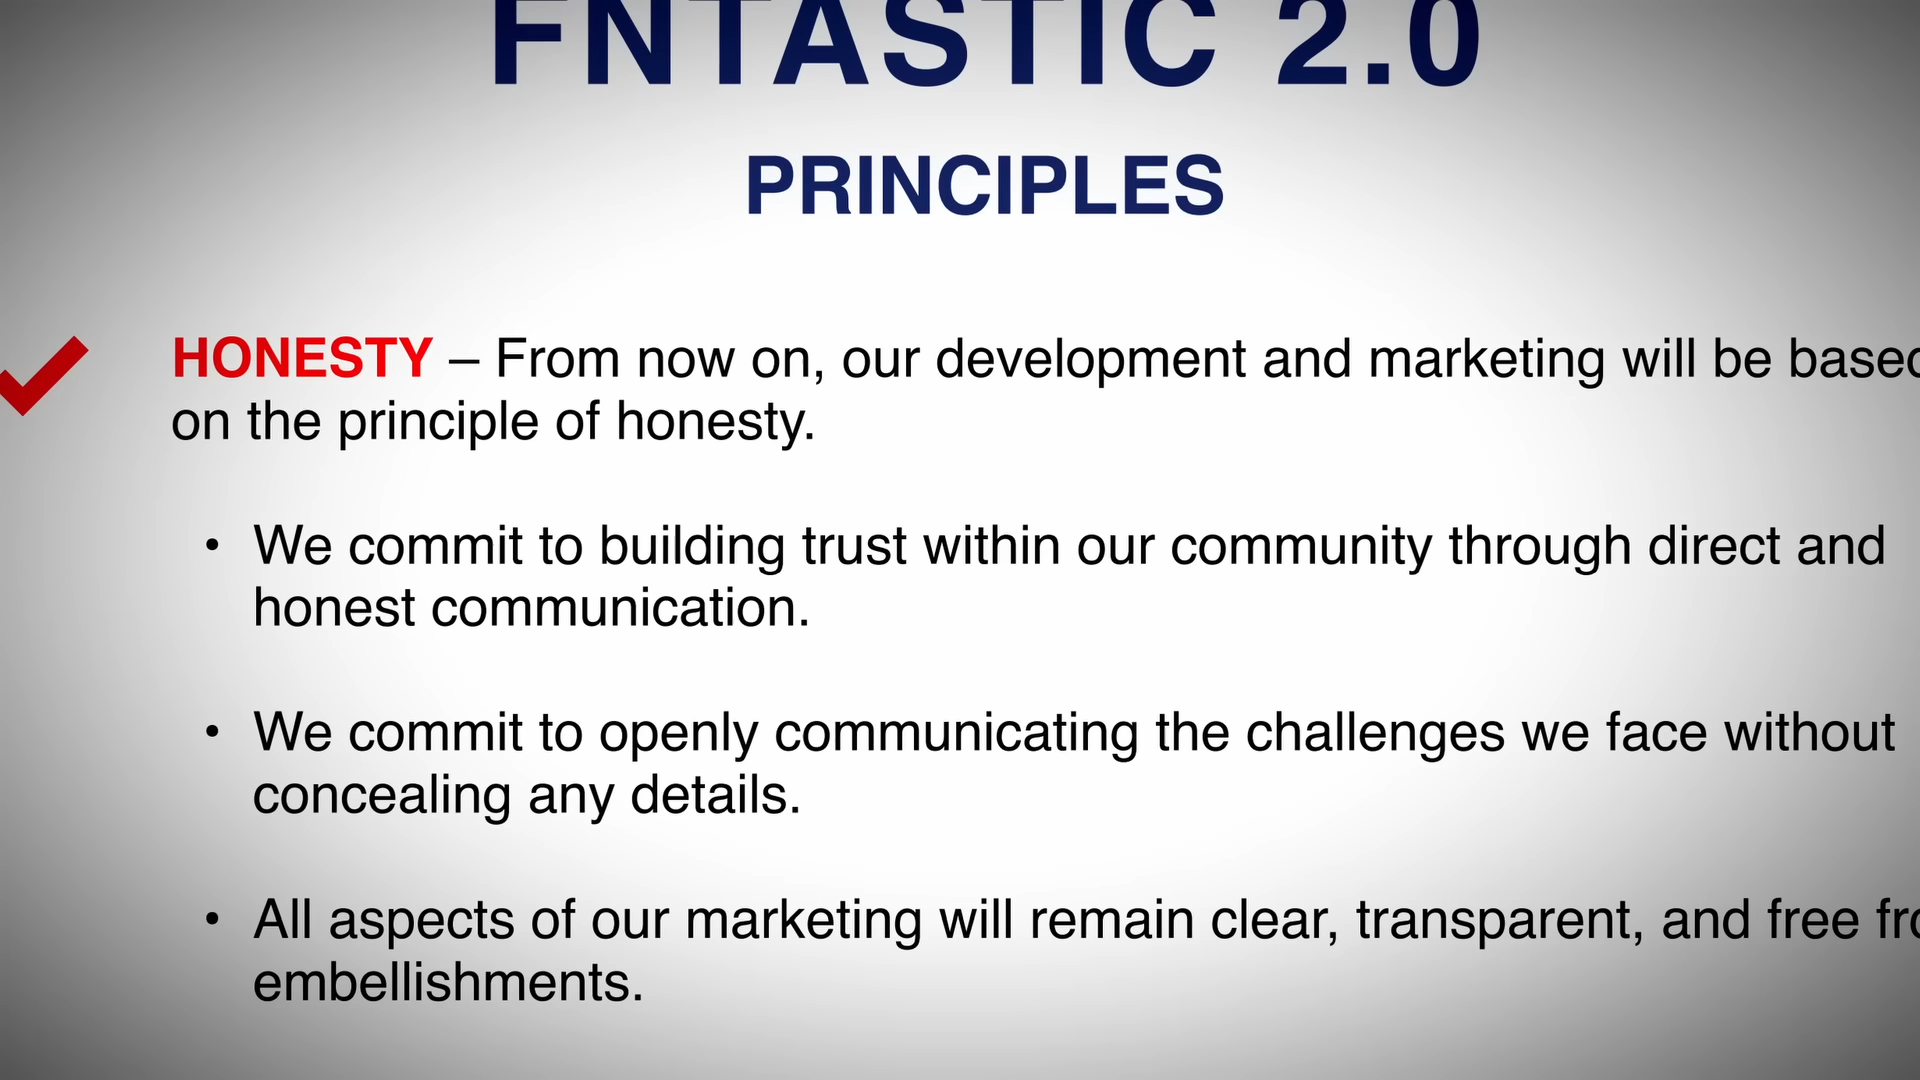 FNTASTIC 2.0
PRINCIPLES
HONESTY – From now on, our development and marketing will be based
on the principle of honesty.
• We commit to building trust within our community through direct and
honest communication.
• We commit to openly communicating the challenges we face without
concealing any details.
• All aspects of our marketing will remain clear, transparent, and free
embellishments.